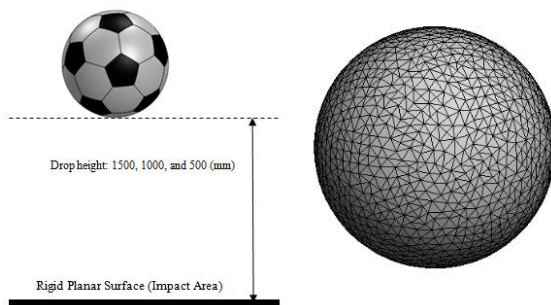 Drop height: 1500, 1000, and 500 (mm)
Rigid Planar Surface (Impact Area)